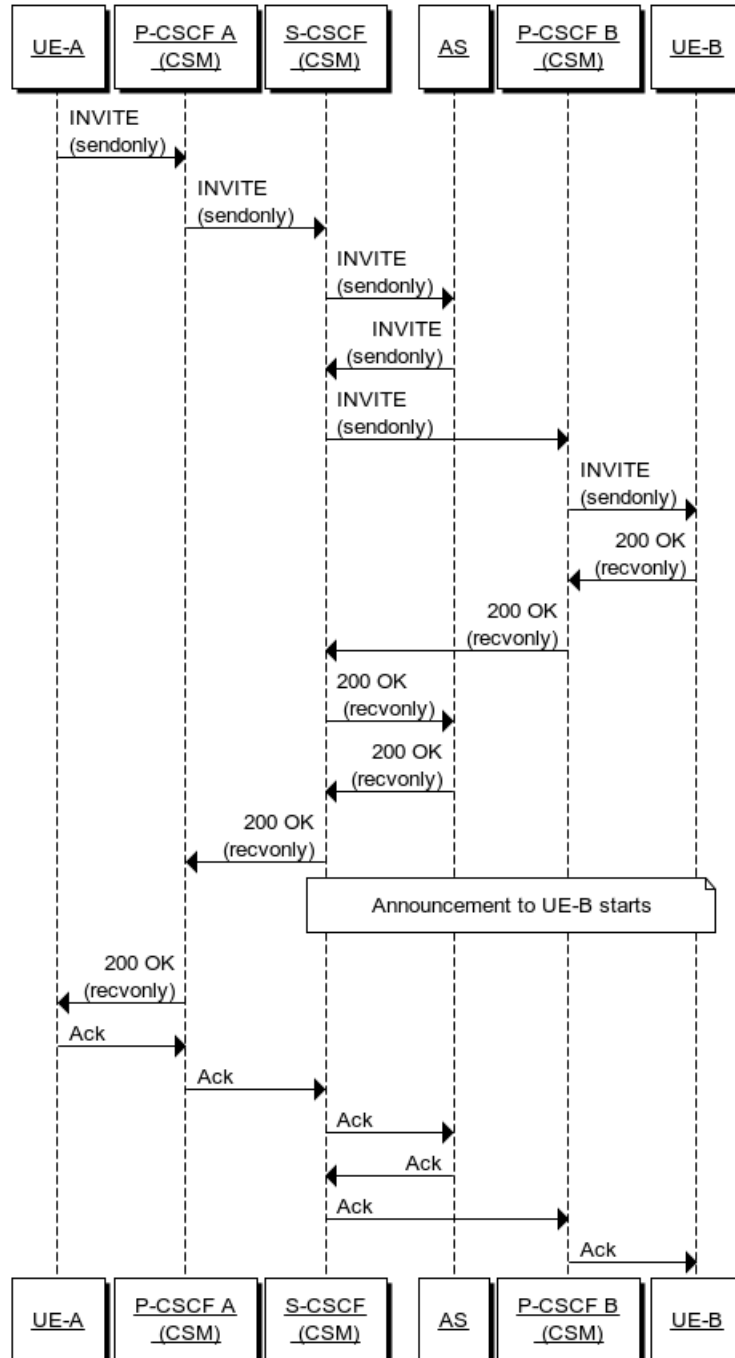 UE-A
P-CSCF A
(CSM)
S-CSCF
(CSM)
AS
P-CSCF B
(CSM)
UE-B
INVITE
(sendonly)
INVITE
(sendonly)
INVITE
(sendonly)
INVITE
(sendonly)
INVITE
(sendonly)
INVITE
(sendonly)
200 OK
(recvonly)
200 OK
(recvonly)
200 OK
(recvonly)
200 OK
(recvonly)
200 OK
(recvonly)
Announcement to UE-B starts
200 OK
(recvonly)
Ack
Ack
Ack
Ack
Ack
Ack
UE-A
P-CSCF A
(CSM)
S-CSCF
(CSM)
AS
P-CSCF B
(CSM)
UE-B